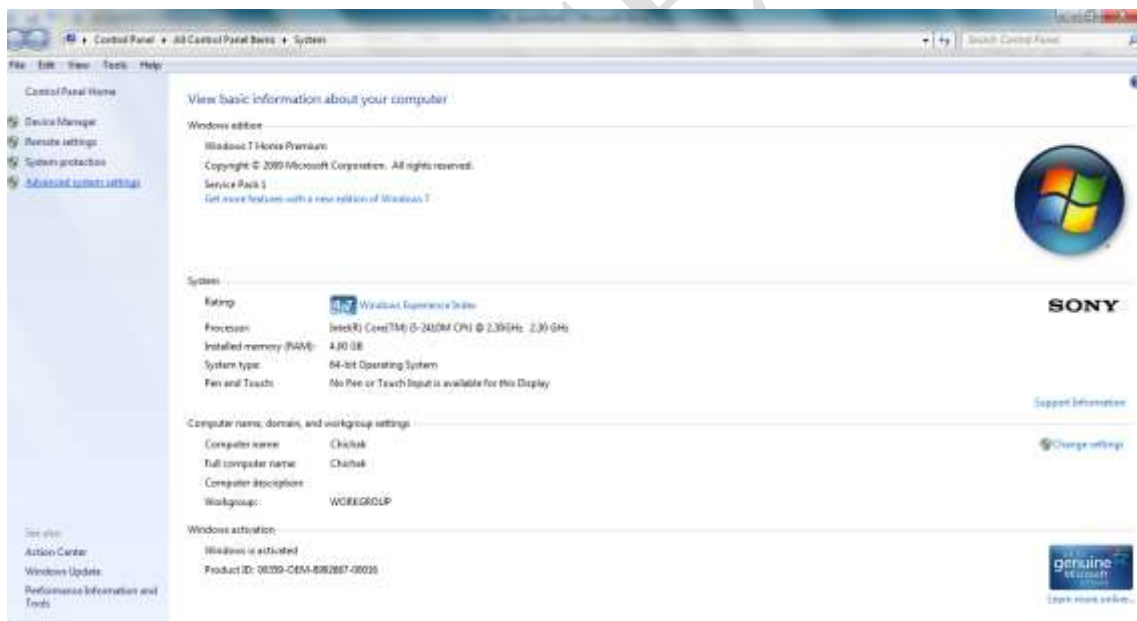 Control Panel ▸ All Control Panel Items ▸ System
Search Control Panel
File Edit View Tools Help
Control Panel Home
Device Manager
Remote settings
System protection
Advanced system settings
View basic information about your computer
Windows edition
Windows 7 Home Premium
Copyright © 2009 Microsoft Corporation. All rights reserved.
Service Pack 1
Get more features with a new edition of Windows 7
System
Rating: Windows Experience Index
SONY
Processor: Intel(R) Core(TM) i5-2410M CPU @ 2.30GHz 2.30 GHz
Installed memory (RAM): 4.00 GB
System type: 64-bit Operating System
Pen and Touch: No Pen or Touch Input is available for this Display
Support Information
Computer name, domain, and workgroup settings
Computer name:
Change settings
Full computer name:
Computer description:
Workgroup: WORKGROUP
See also
Windows activation
Action Center
Windows is activated
Windows Update
Product ID:
genuine
Microsoft
Performance Information and
Tools
Learn more online...